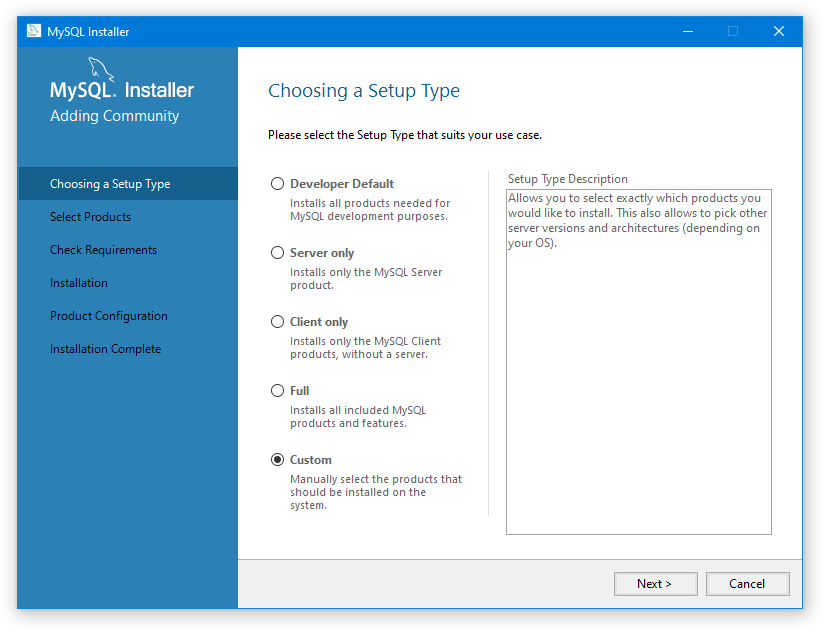 MySQL Installer
MySQL. Installer
Adding Community
Choosing a Setup Type
Select Products
Check Requirements
Installation
Product Configuration
Installation Complete
Choosing a Setup Type
Please select the Setup Type that suits your use case.
Developer Default
Installs all products needed for
MySQL development purposes.
Server only
Installs only the MySQL Server
product.
Client only
Installs only the MySQL Client
products, without a server.
Full
Installs all included MySQL
products and features.
Custom
Manually select the products that
should be installed on the
system.
Setup Type Description
Allows you to select exactly which products you
would like to install. This also allows to pick other
server versions and architectures (depending on
your OS).
Next >
Cancel